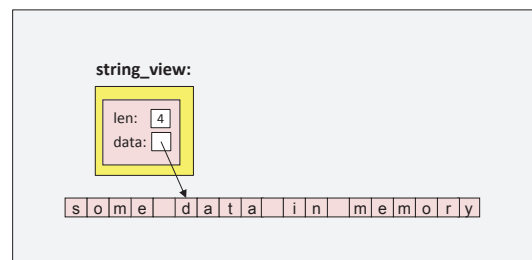 string_view:
len: 4
data:
some data in memory